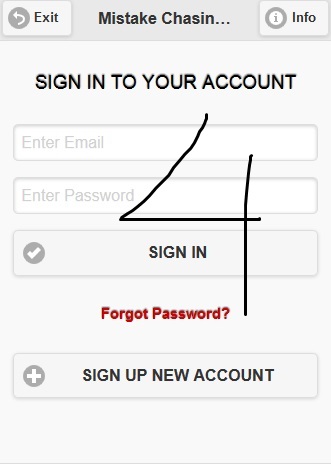 Exit Mistake Chasin… Info
SIGN IN TO YOUR ACCOUNT
Enter Email
Enter Password
4
SIGN IN
Forgot Password?
SIGN UP NEW ACCOUNT